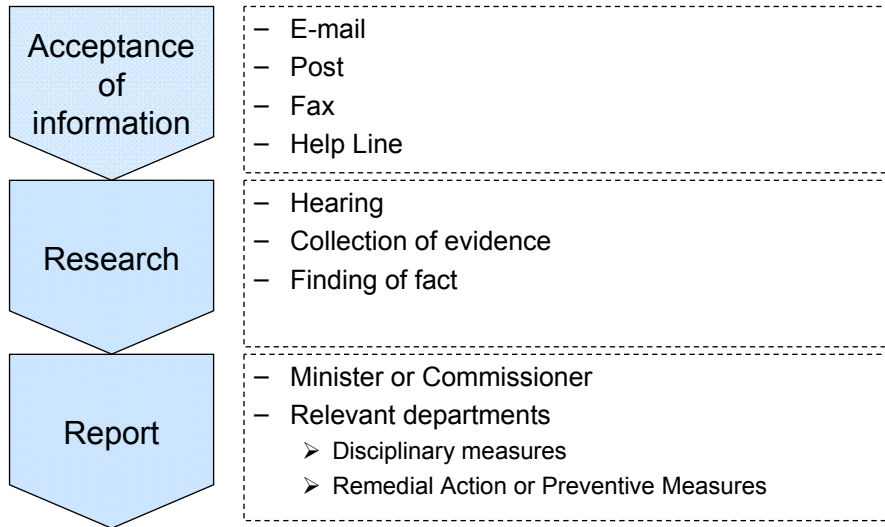 Acceptance
of
information
– E-mail
– Post
– Fax
– Help Line
Research
– Hearing
– Collection of evidence
– Finding of fact
Report
– Minister or Commissioner
– Relevant departments
➢ Disciplinary measures
➢ Remedial Action or Preventive Measures